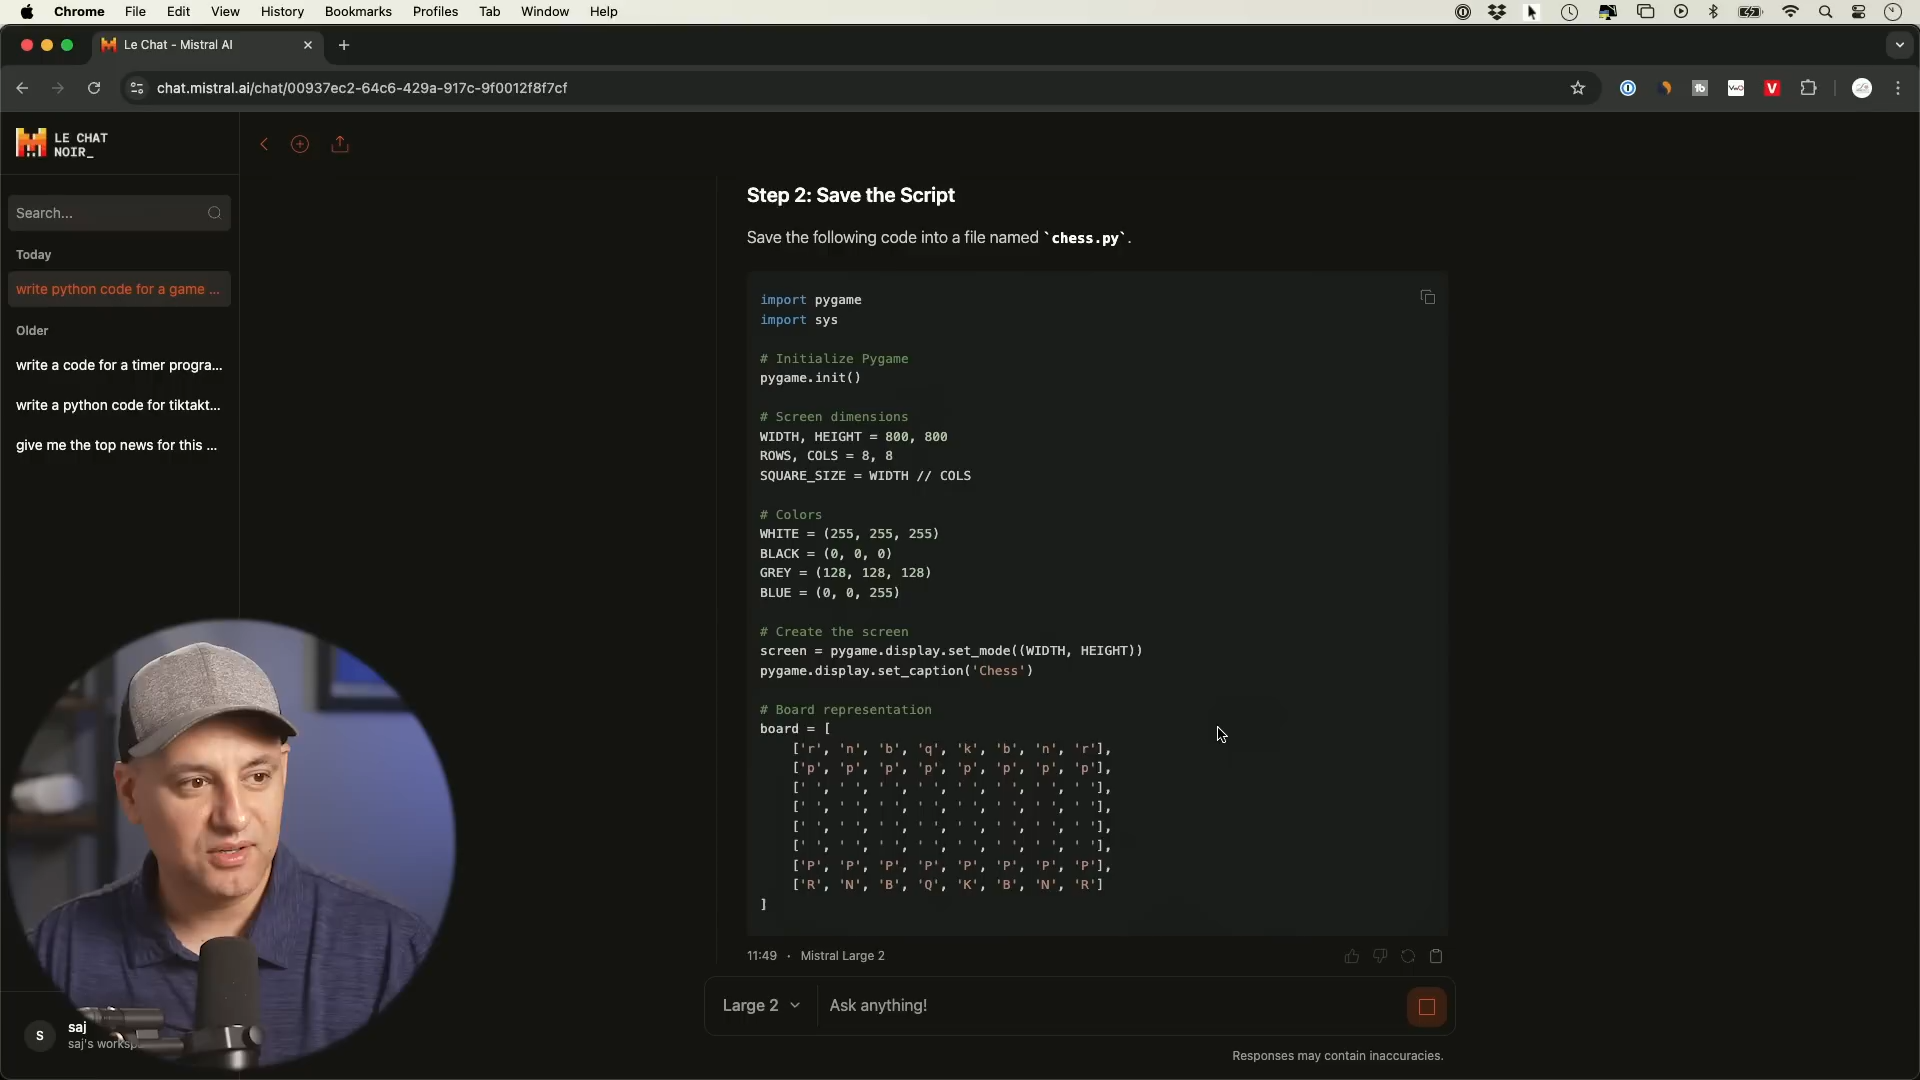 Chrome File Edit View History Bookmarks Profiles Tab Window Help
Le Chat - Mistral AI
chat.mistral.ai/chat/00937ec2-64c6-429a-917c-9f0012f8f7cf
LE CHAT
NOIR_
Search...
Today
write python code for a game ...
Older
write a code for a timer progra...
write a python code for tiktakt...
give me the top news for this ...
S
saj
saj's worksp
Step 2: Save the Script
Save the following code into a file named `chess.py`.
import pygame
import sys
# Initialize Pygame
pygame.init()
# Screen dimensions
WIDTH, HEIGHT = 800, 800
ROWS, COLS = 8, 8
SQUARE_SIZE = WIDTH // COLS
# Colors
WHITE = (255, 255, 255)
BLACK = (0, 0, 0)
GREY = (128, 128, 128)
BLUE = (0, 0, 255)
# Create the screen
screen = pygame.display.set_mode((WIDTH, HEIGHT))
pygame.display.set_caption('Chess')
# Board representation
board = [
['r', 'n', 'b', 'q', 'k', 'b', 'n', 'r'],
['p', 'p', 'p', 'p', 'p', 'p', 'p', 'p'],
[' ', ' ', ' ', ' ', ' ', ' ', ' ', ' '],
[' ', ' ', ' ', ' ', ' ', ' ', ' ', ' '],
[' ', ' ', ' ', ' ', ' ', ' ', ' ', ' '],
[' ', ' ', ' ', ' ', ' ', ' ', ' ', ' '],
['P', 'P', 'P', 'P', 'P', 'P', 'P', 'P'],
['R', 'N', 'B', 'Q', 'K', 'B', 'N', 'R']
]
11:49 · Mistral Large 2
Large 2 Ask anything!
Responses may contain inaccuracies.